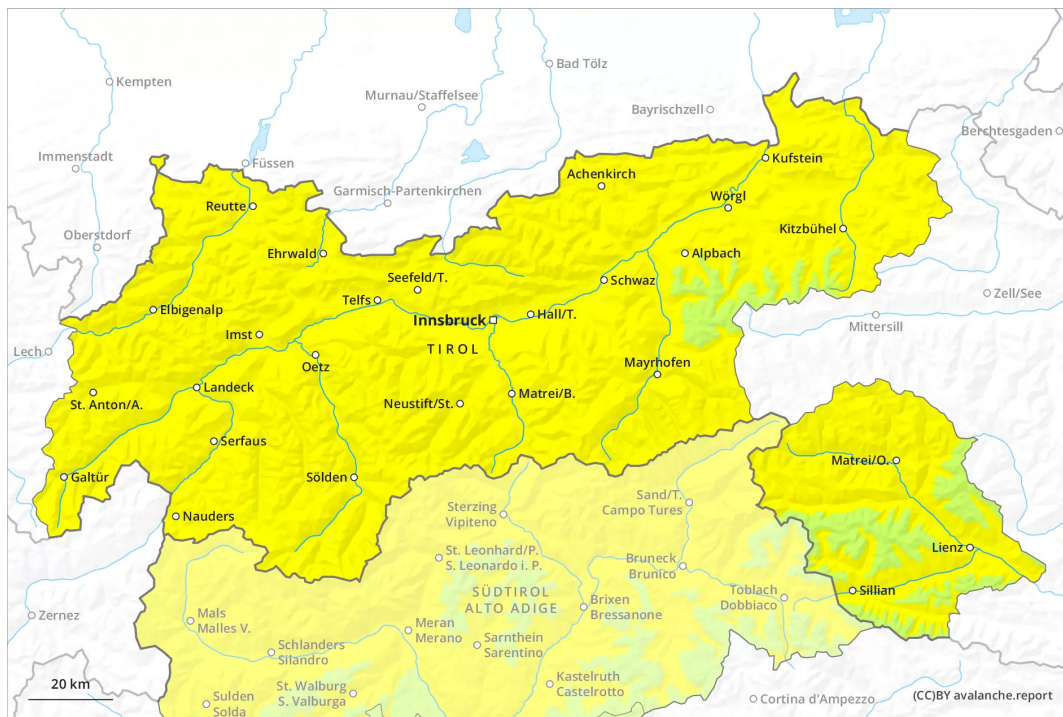 Kempten
Bad Tölz
Murnau/Staffelsee
Bayrischzell
Berchtesgaden
Immenstadt
Füssen
Kufstein
Garmisch-Partenkirchen
Achenkirch
Reutte
Wörgl
Oberstdorf
Kitzbühel
Ehrwald
Alpbach
Seefeld/T.
Schwaz
Zell/See
Telfs
Elbigenalp
Innsbruck
Hall/T.
Mittersill
Imst
TIROL
Lech
Oetz
Mayrhofen
Landeck
St. Anton/A.
Neustift/St.
Matrei/B.
Serfaus
Matrei/O.
Galtür
Sölden
Sand/T.
Campo Tures
Sterzing
Vipiteno
Nauders
Lienz
St. Leonhard/P.
S. Leonardo i. P.
Bruneck
Brunico
Sillian
SÜDTIROL
ALTO ADIGE
Toblach
Dobbiaco
Brixen
Bressanone
Zernez
Mals
Malles V.
Meran
Merano
Sarnthein
Sarentino
Schlanders
Silandro
20 km
St. Walburg
S. Valburga
Kastelruth
Castelrotto
Sulden
Solda
Cortina d'Ampezzo
(CC)BY avalanche.report